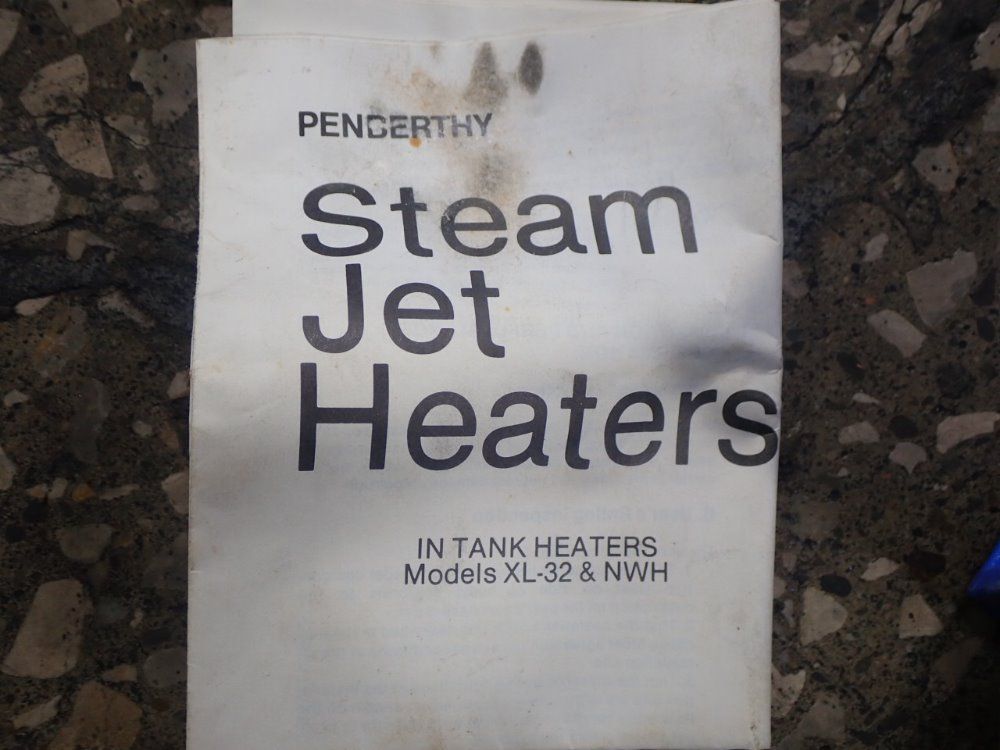 PENBERTHY
Steam
Jet
Heaters
IN TANK HEATERS
Models XL-32 & NWH